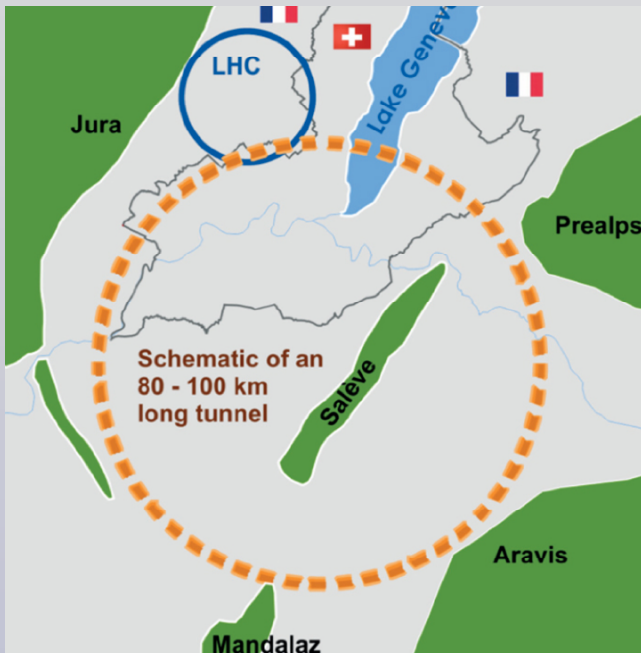 LHC
Lake Geneva
Jura
Prealps
Schematic of an
80 - 100 km
long tunnel
Salève
Aravis
Mandalaz